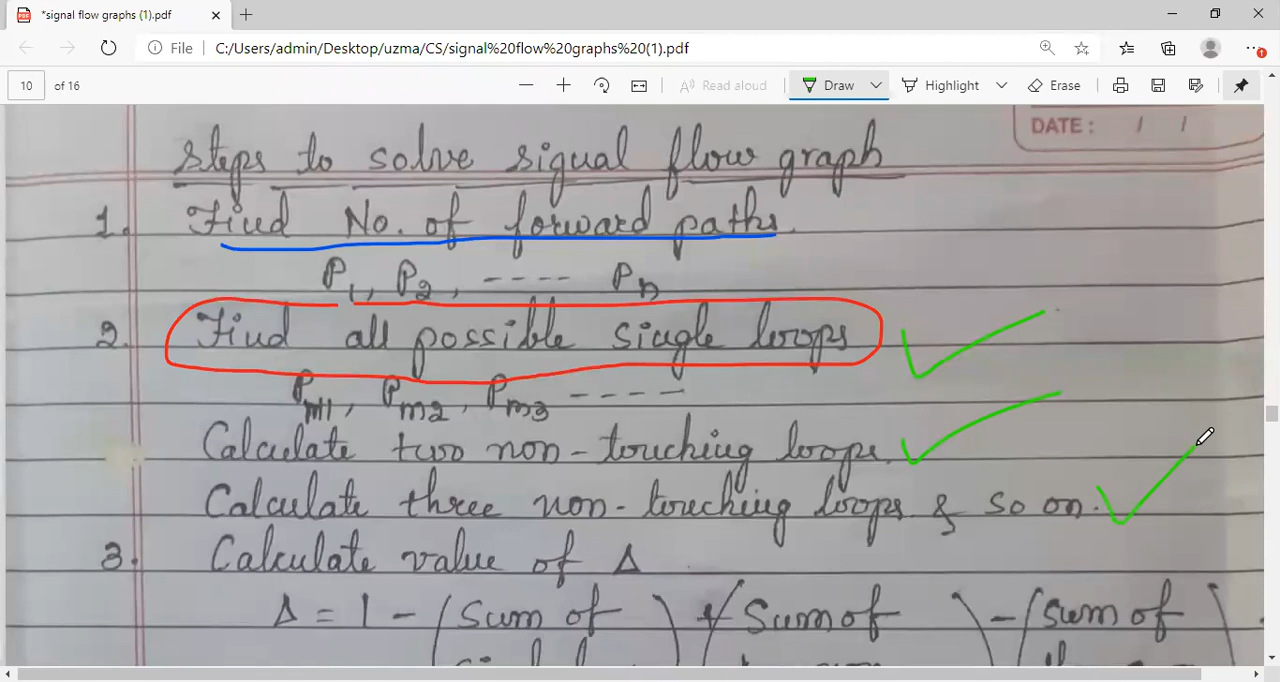 *signal flow graphs (1).pdf
File C:/Users/admin/Desktop/uzma/CS/signal%20flow%20graphs%20(1).pdf
10 of 16 Read aloud Draw Highlight Erase
DATE: / /
Steps to solve signal flow graph
1. Find No. of forward paths.
P1, P2, ---- Pn
2. Find all possible single loops
Pm1, Pm2, Pm3 ----
Calculate two non-touching loops.
Calculate three non-touching loops & so on.
3. Calculate value of Δ
Δ = 1 - (Sum of ) + (Sum of ) - (Sum of )